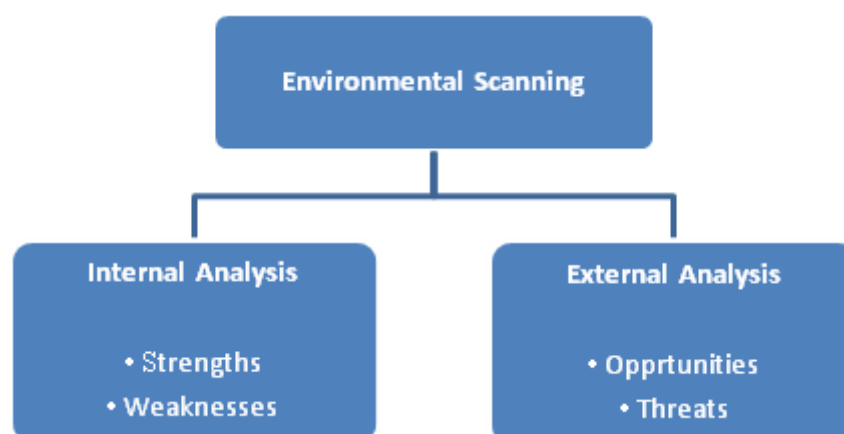 Environmental Scanning
Internal Analysis
• Strengths
• Weaknesses
External Analysis
• Opprtunities
• Threats